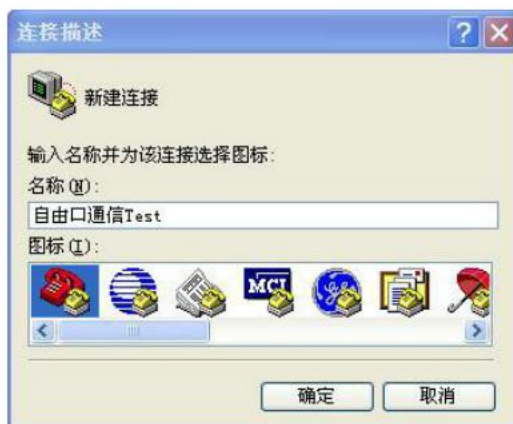 连接描述
新建连接
输入名称并为该连接选择图标:
名称(N):
自由口通信Test
图标(I):
MCI
确定
取消